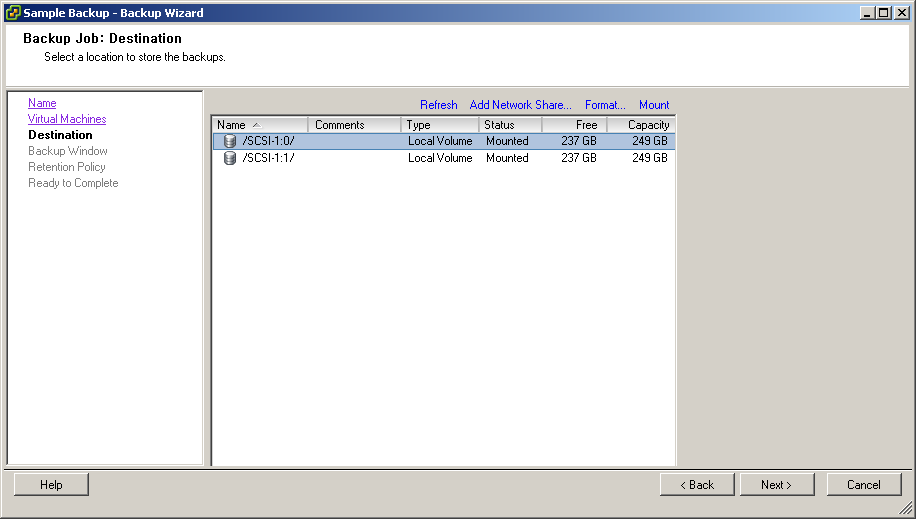 Sample Backup - Backup Wizard
Backup Job: Destination
Select a location to store the backups.
Name
Virtual Machines
Destination
Backup Window
Retention Policy
Ready to Complete
Refresh Add Network Share... Format... Mount
Name Comments Type Status Free Capacity
/SCSI-1:0/ Local Volume Mounted 237 GB 249 GB
/SCSI-1:1/ Local Volume Mounted 237 GB 249 GB
Help < Back Next > Cancel